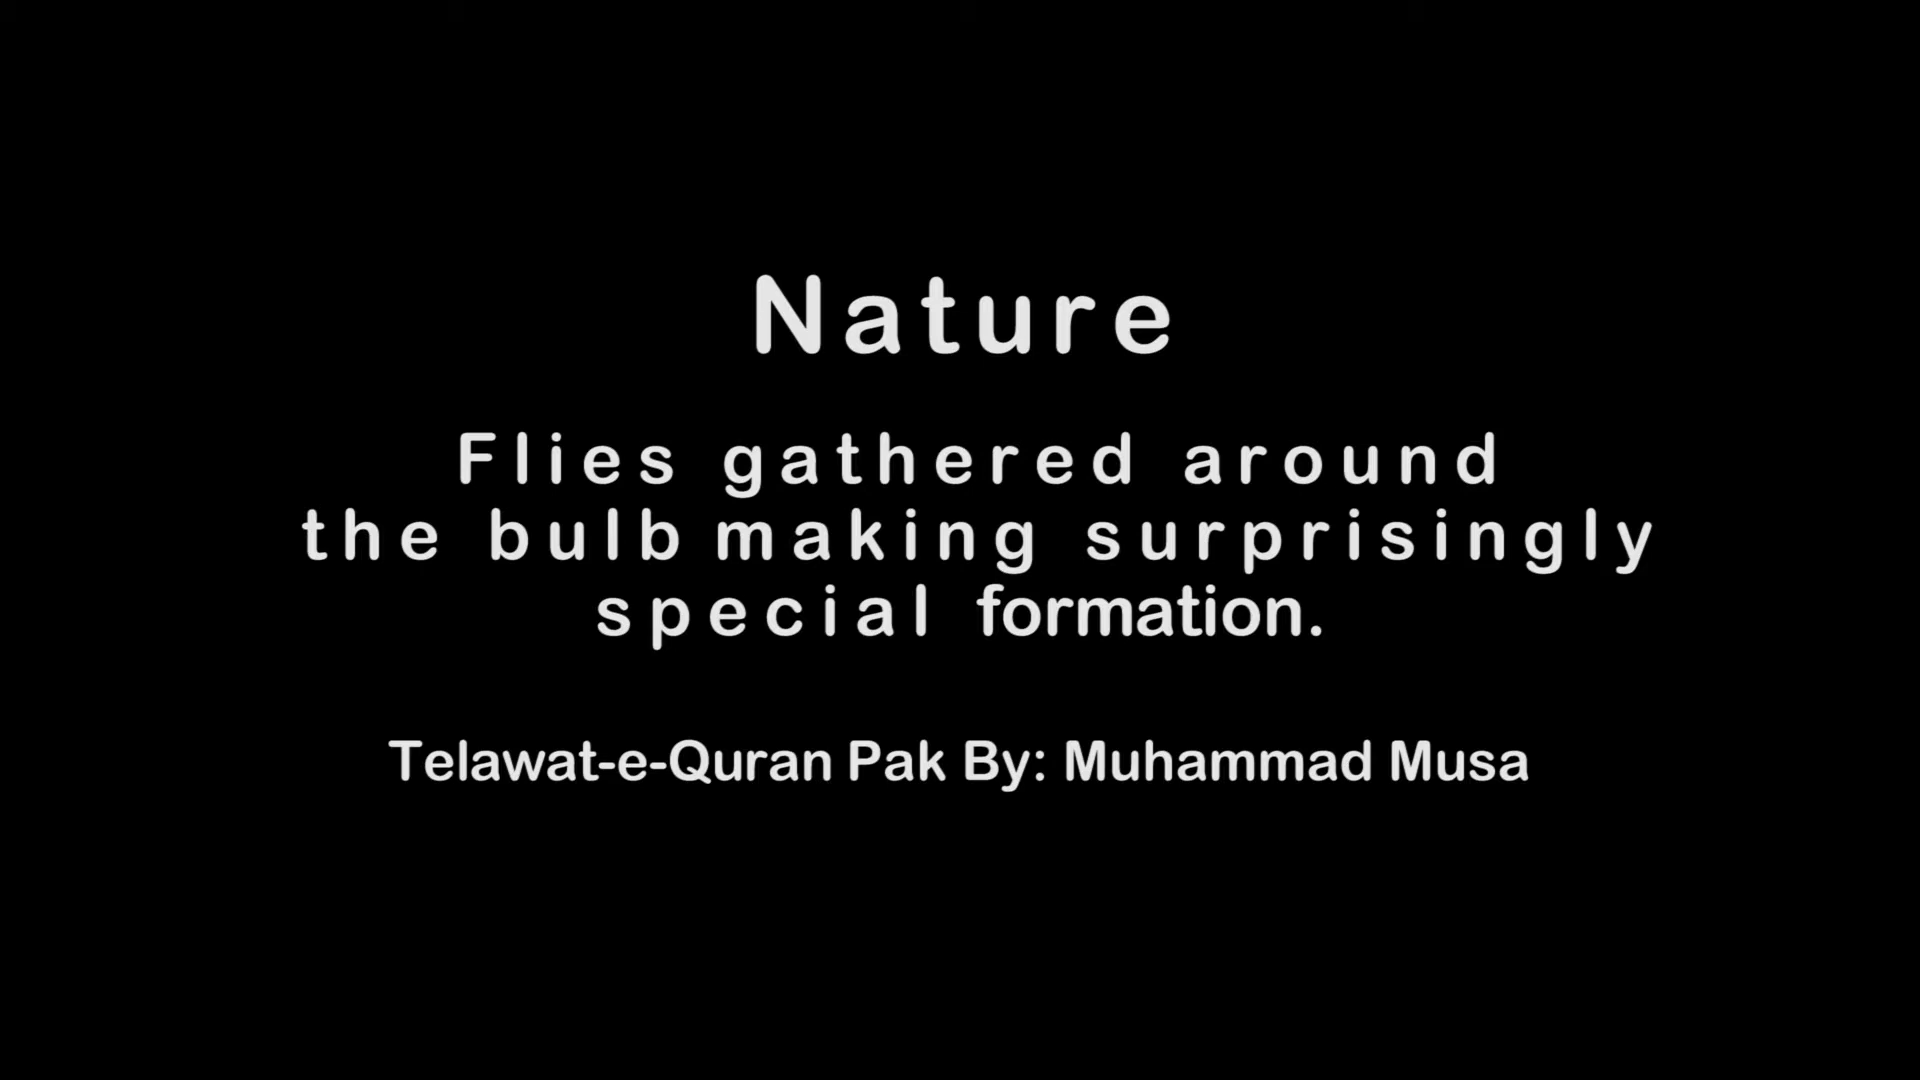 Nature
Flies gathered around
the bulb making surprisingly
special formation.
Telawat-e-Quran Pak By: Muhammad Musa